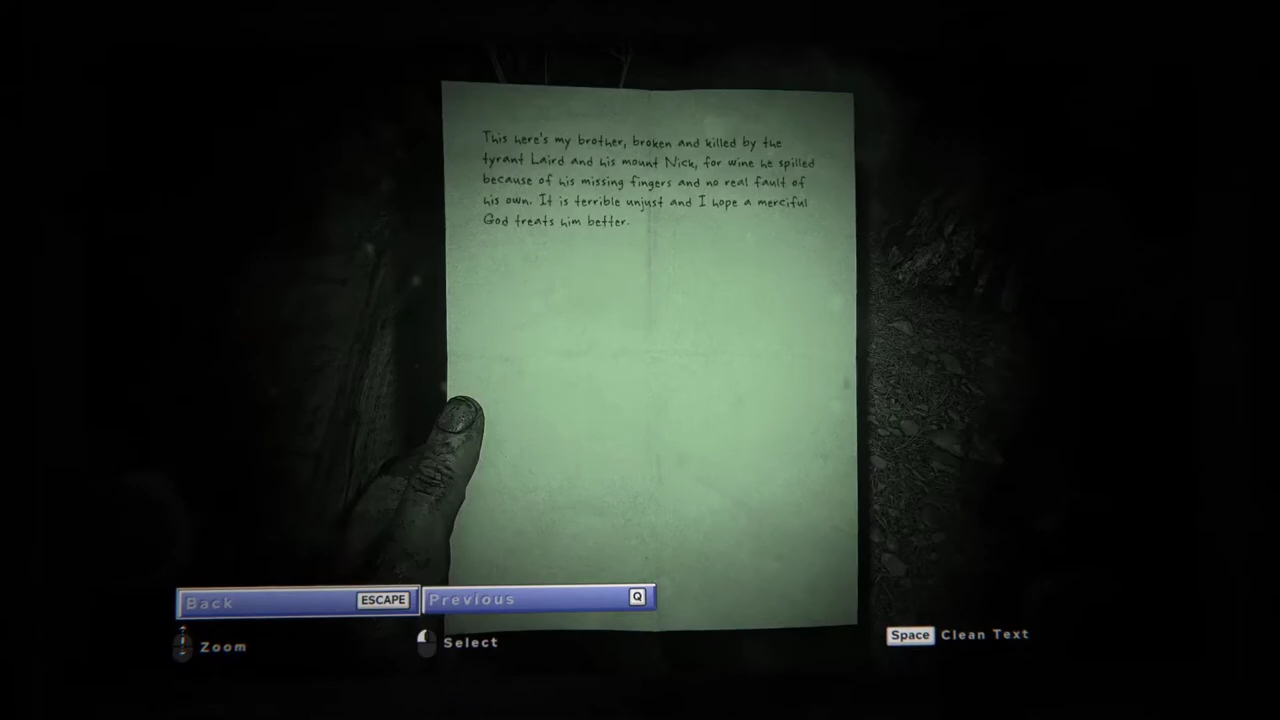 This here's my brother, broken and killed by the
tyrant Laird and his mount Nick, for wine he spilled
because of his missing fingers and no real fault of
his own. It is terrible unjust and I hope a merciful
God treats him better.
Back ESCAPE Previous Q
Zoom Select Space Clean Text